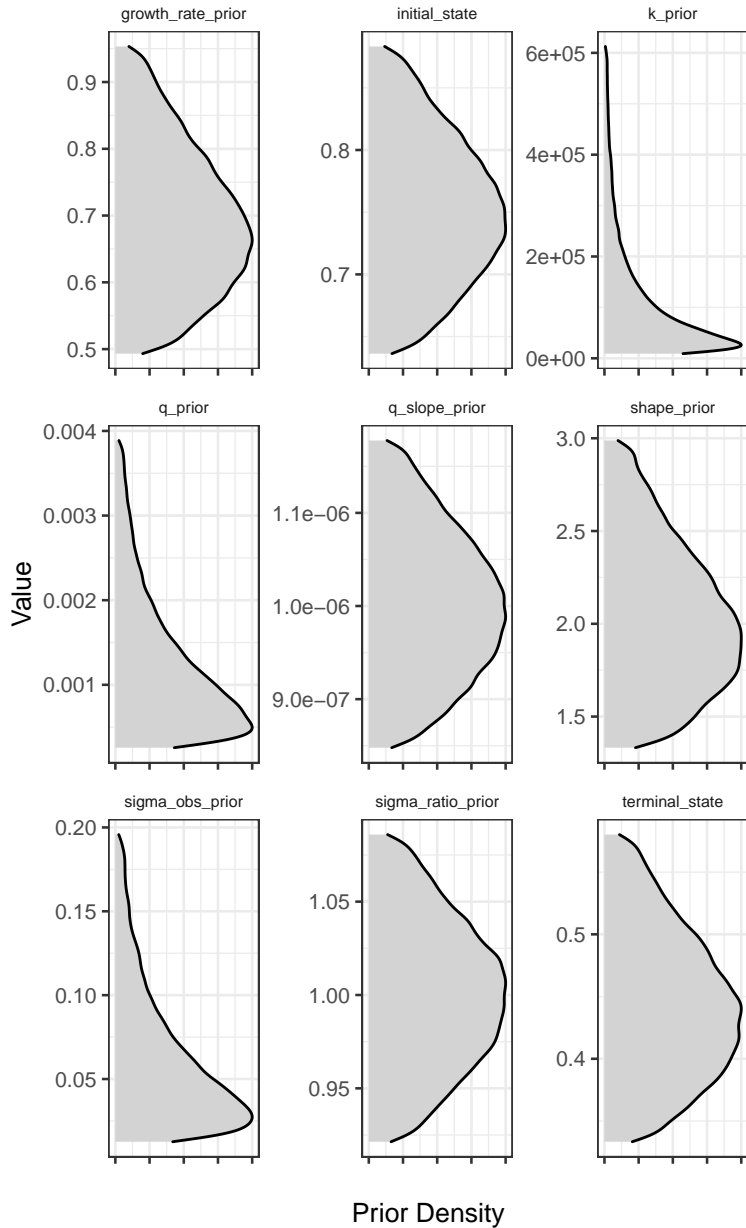 growth_rate_prior
initial_state
k_prior
0.9
0.8
0.7
0.6
0.5
0.8
0.7
6e+05
4e+05
2e+05
0e+00
q_prior
q_slope_prior
shape_prior
0.004
0.003
0.002
0.001
1.1e−06
1.0e−06
9.0e−07
3.0
2.5
2.0
1.5
Value
sigma_obs_prior
sigma_ratio_prior
terminal_state
0.20
0.15
0.10
0.05
1.05
1.00
0.95
0.5
0.4
Prior Density